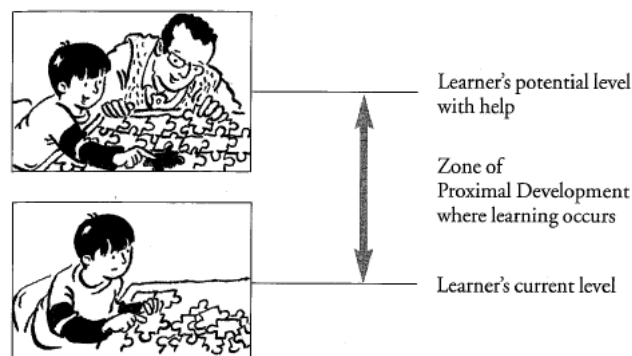 Learner's potential level
with help
Zone of
Proximal Development
where learning occurs
Learner's current level